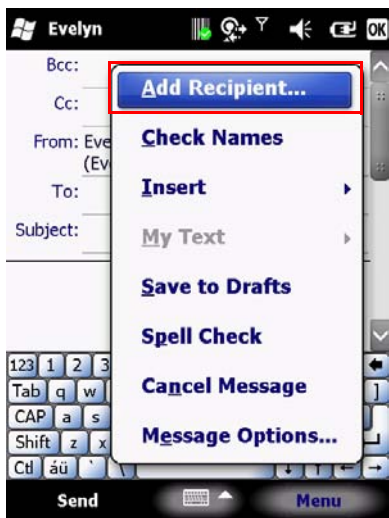 Evelyn OK
Bcc:
Cc:
From: Eve
(Ev
To:
Subject:
Add Recipient...
Check Names
Insert
My Text
Save to Drafts
Spell Check
Cancel Message
Message Options...
123 1 2 3
Tab q w ]
CAP a s
Shift z x
Ctl áü ` \
Send Menu